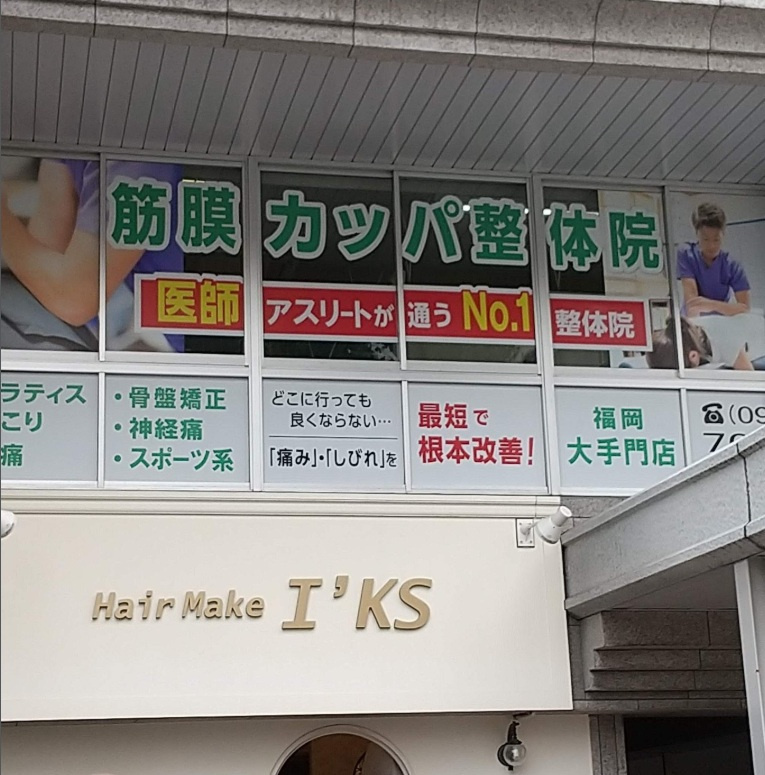 筋膜カッパ整体院
医師 アスリートが通う No.1 整体院
ラティス
こり
痛
・骨盤矯正
・神経痛
・スポーツ系
どこに行っても
良くならない…
「痛み」・「しびれ」を
最短で
根本改善!
福岡
大手門店
☎(09
Hair Make I'KS